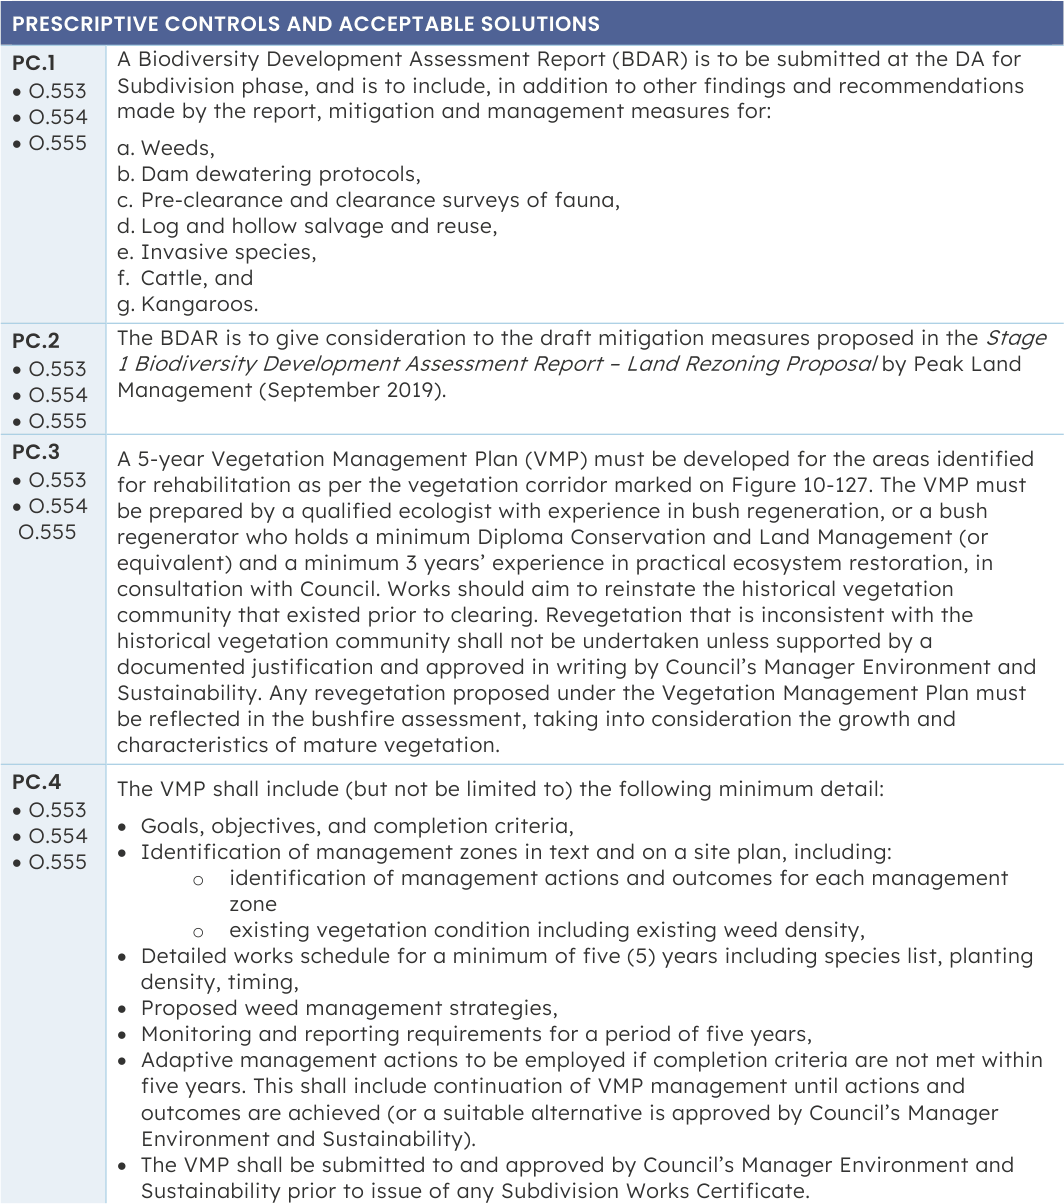 PRESCRIPTIVE CONTROLS AND ACCEPTABLE SOLUTIONS
PC.1
• O.553
• O.554
• O.555
A Biodiversity Development Assessment Report (BDAR) is to be submitted at the DA for
Subdivision phase, and is to include, in addition to other findings and recommendations
made by the report, mitigation and management measures for:
a. Weeds,
b. Dam dewatering protocols,
c. Pre-clearance and clearance surveys of fauna,
d. Log and hollow salvage and reuse,
e. Invasive species,
f. Cattle, and
g. Kangaroos.
PC.2
• O.553
• O.554
• O.555
The BDAR is to give consideration to the draft mitigation measures proposed in the Stage
1 Biodiversity Development Assessment Report – Land Rezoning Proposal by Peak Land
Management (September 2019).
PC.3
• O.553
• O.554
O.555
A 5-year Vegetation Management Plan (VMP) must be developed for the areas identified
for rehabilitation as per the vegetation corridor marked on Figure 10-127. The VMP must
be prepared by a qualified ecologist with experience in bush regeneration, or a bush
regenerator who holds a minimum Diploma Conservation and Land Management (or
equivalent) and a minimum 3 years’ experience in practical ecosystem restoration, in
consultation with Council. Works should aim to reinstate the historical vegetation
community that existed prior to clearing. Revegetation that is inconsistent with the
historical vegetation community shall not be undertaken unless supported by a
documented justification and approved in writing by Council’s Manager Environment and
Sustainability. Any revegetation proposed under the Vegetation Management Plan must
be reflected in the bushfire assessment, taking into consideration the growth and
characteristics of mature vegetation.
PC.4
• O.553
• O.554
• O.555
The VMP shall include (but not be limited to) the following minimum detail:
• Goals, objectives, and completion criteria,
• Identification of management zones in text and on a site plan, including:
o identification of management actions and outcomes for each management
zone
o existing vegetation condition including existing weed density,
• Detailed works schedule for a minimum of five (5) years including species list, planting
density, timing,
• Proposed weed management strategies,
• Monitoring and reporting requirements for a period of five years,
• Adaptive management actions to be employed if completion criteria are not met within
five years. This shall include continuation of VMP management until actions and
outcomes are achieved (or a suitable alternative is approved by Council’s Manager
Environment and Sustainability).
• The VMP shall be submitted to and approved by Council’s Manager Environment and
Sustainability prior to issue of any Subdivision Works Certificate.